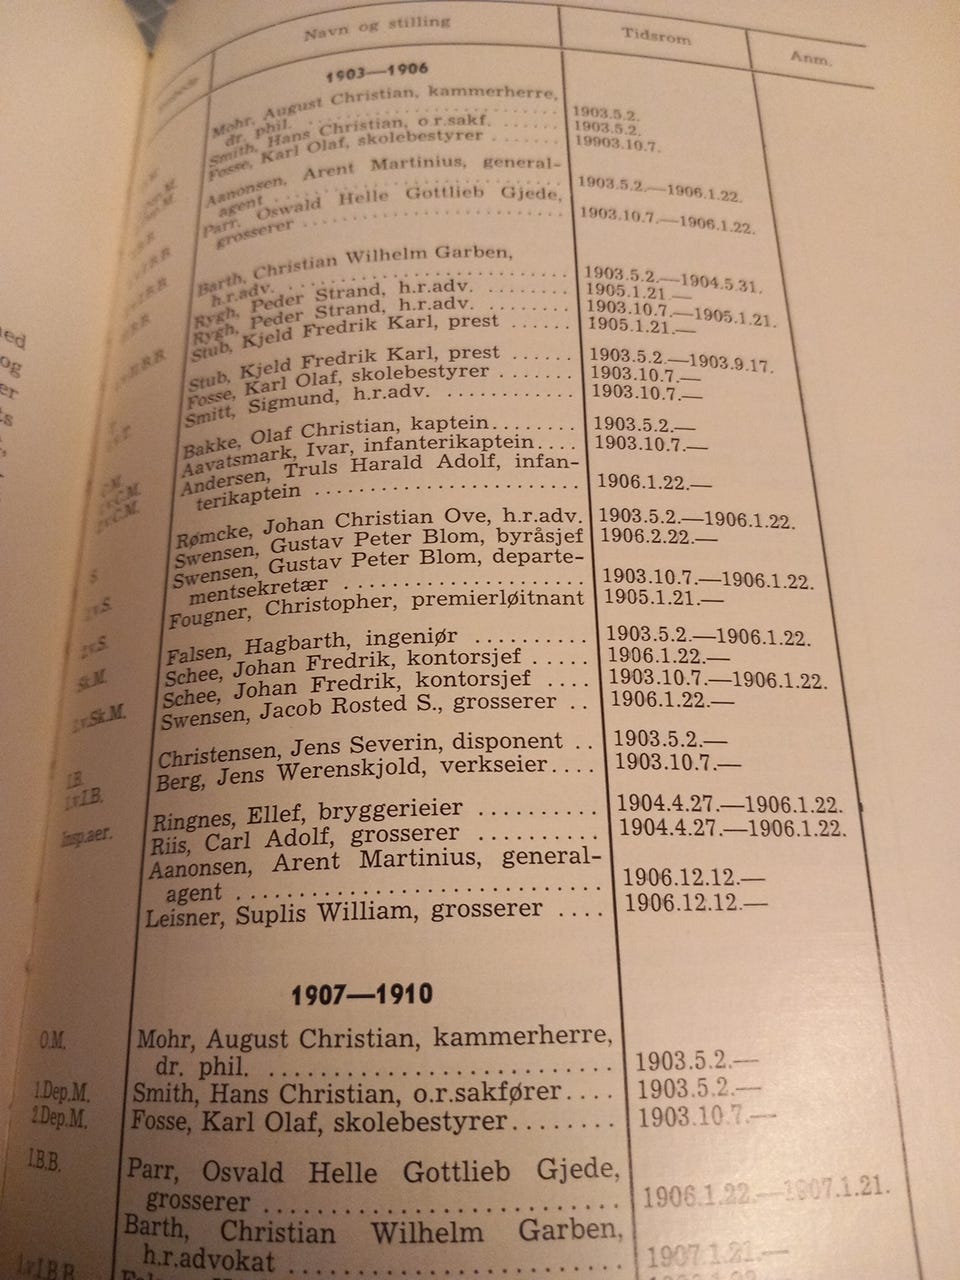 Navn og stilling Tidsrom Anm.
1903—1906
Mohr, August Christian, kammerherre,
dr. phil. 1903.5.2.
Smith, Hans Christian, o r.sakf. 1903.5.2.
Fosse, Karl Olaf, skolebestyrer 19903.10.7.
Aanonsen, Arent Martinius, general-
agent 1903.5.2.—1906.1.22.
Parr, Oswald Helle Gottlieb Gjede,
grosserer 1903.10.7.—1906.1.22.
Barth, Christian Wilhelm Garben,
h.r.adv. 1903.5.2.—1904.5.31.
Rygh, Peder Strand, h.r.adv. 1905.1.21.—
Rygh, Peder Strand, h.r.adv. 1903.10.7.—1905.1.21.
Stub, Kjeld Fredrik Karl, prest 1905.1.21.—
Stub, Kjeld Fredrik Karl, prest 1903.5.2.—1903.9.17.
Fosse, Karl Olaf, skolebestyrer 1903.10.7.—
Smitt, Sigmund, h.r.adv. 1903.10.7.—
Bakke, Olaf Christian, kaptein 1903.5.2.—
Aavatsmark, Ivar, infanterikaptein 1903.10.7.—
Andersen, Truls Harald Adolf, infan-
terikaptein 1906.1.22.—
S Rømcke, Johan Christian Ove, h.r.adv. 1903.5.2.—1906.1.22.
Swensen, Gustav Peter Blom, byråsjef 1906.2.22.—
Swensen, Gustav Peter Blom, departe-
mentsekretær 1903.10.7.—1906.1.22.
Fougner, Christopher, premierløitnant 1905.1.21.—
Falsen, Hagbarth, ingeniør 1903.5.2.—1906.1.22.
Sk.M. Schee, Johan Fredrik, kontorsjef 1906.1.22.—
Schee, Johan Fredrik, kontorsjef 1903.10.7.—1906.1.22.
v.Sk.M. Swensen, Jacob Rosted S., grosserer 1906.1.22.—
Christensen, Jens Severin, disponent 1903.5.2.—
Berg, Jens Werenskjold, verkseier 1903.10.7.—
Insp.aer. Ringnes, Ellef, bryggerieier 1904.4.27.—1906.1.22.
Riis, Carl Adolf, grosserer 1904.4.27.—1906.1.22.
Aanonsen, Arent Martinius, general-
agent 1906.12.12.—
Leisner, Suplis William, grosserer 1906.12.12.—
1907—1910
O.M. Mohr, August Christian, kammerherre,
dr. phil. 1903.5.2.—
1.Dep.M. Smith, Hans Christian, o.r.sakfører 1903.5.2.—
2.Dep.M. Fosse, Karl Olaf, skolebestyrer 1903.10.7.—
I.B.B. Parr, Osvald Helle Gottlieb Gjede,
grosserer 1906.1.22.—1907.1.21.
Barth, Christian Wilhelm Garben,
h.r.advokat 1907.1.21.—